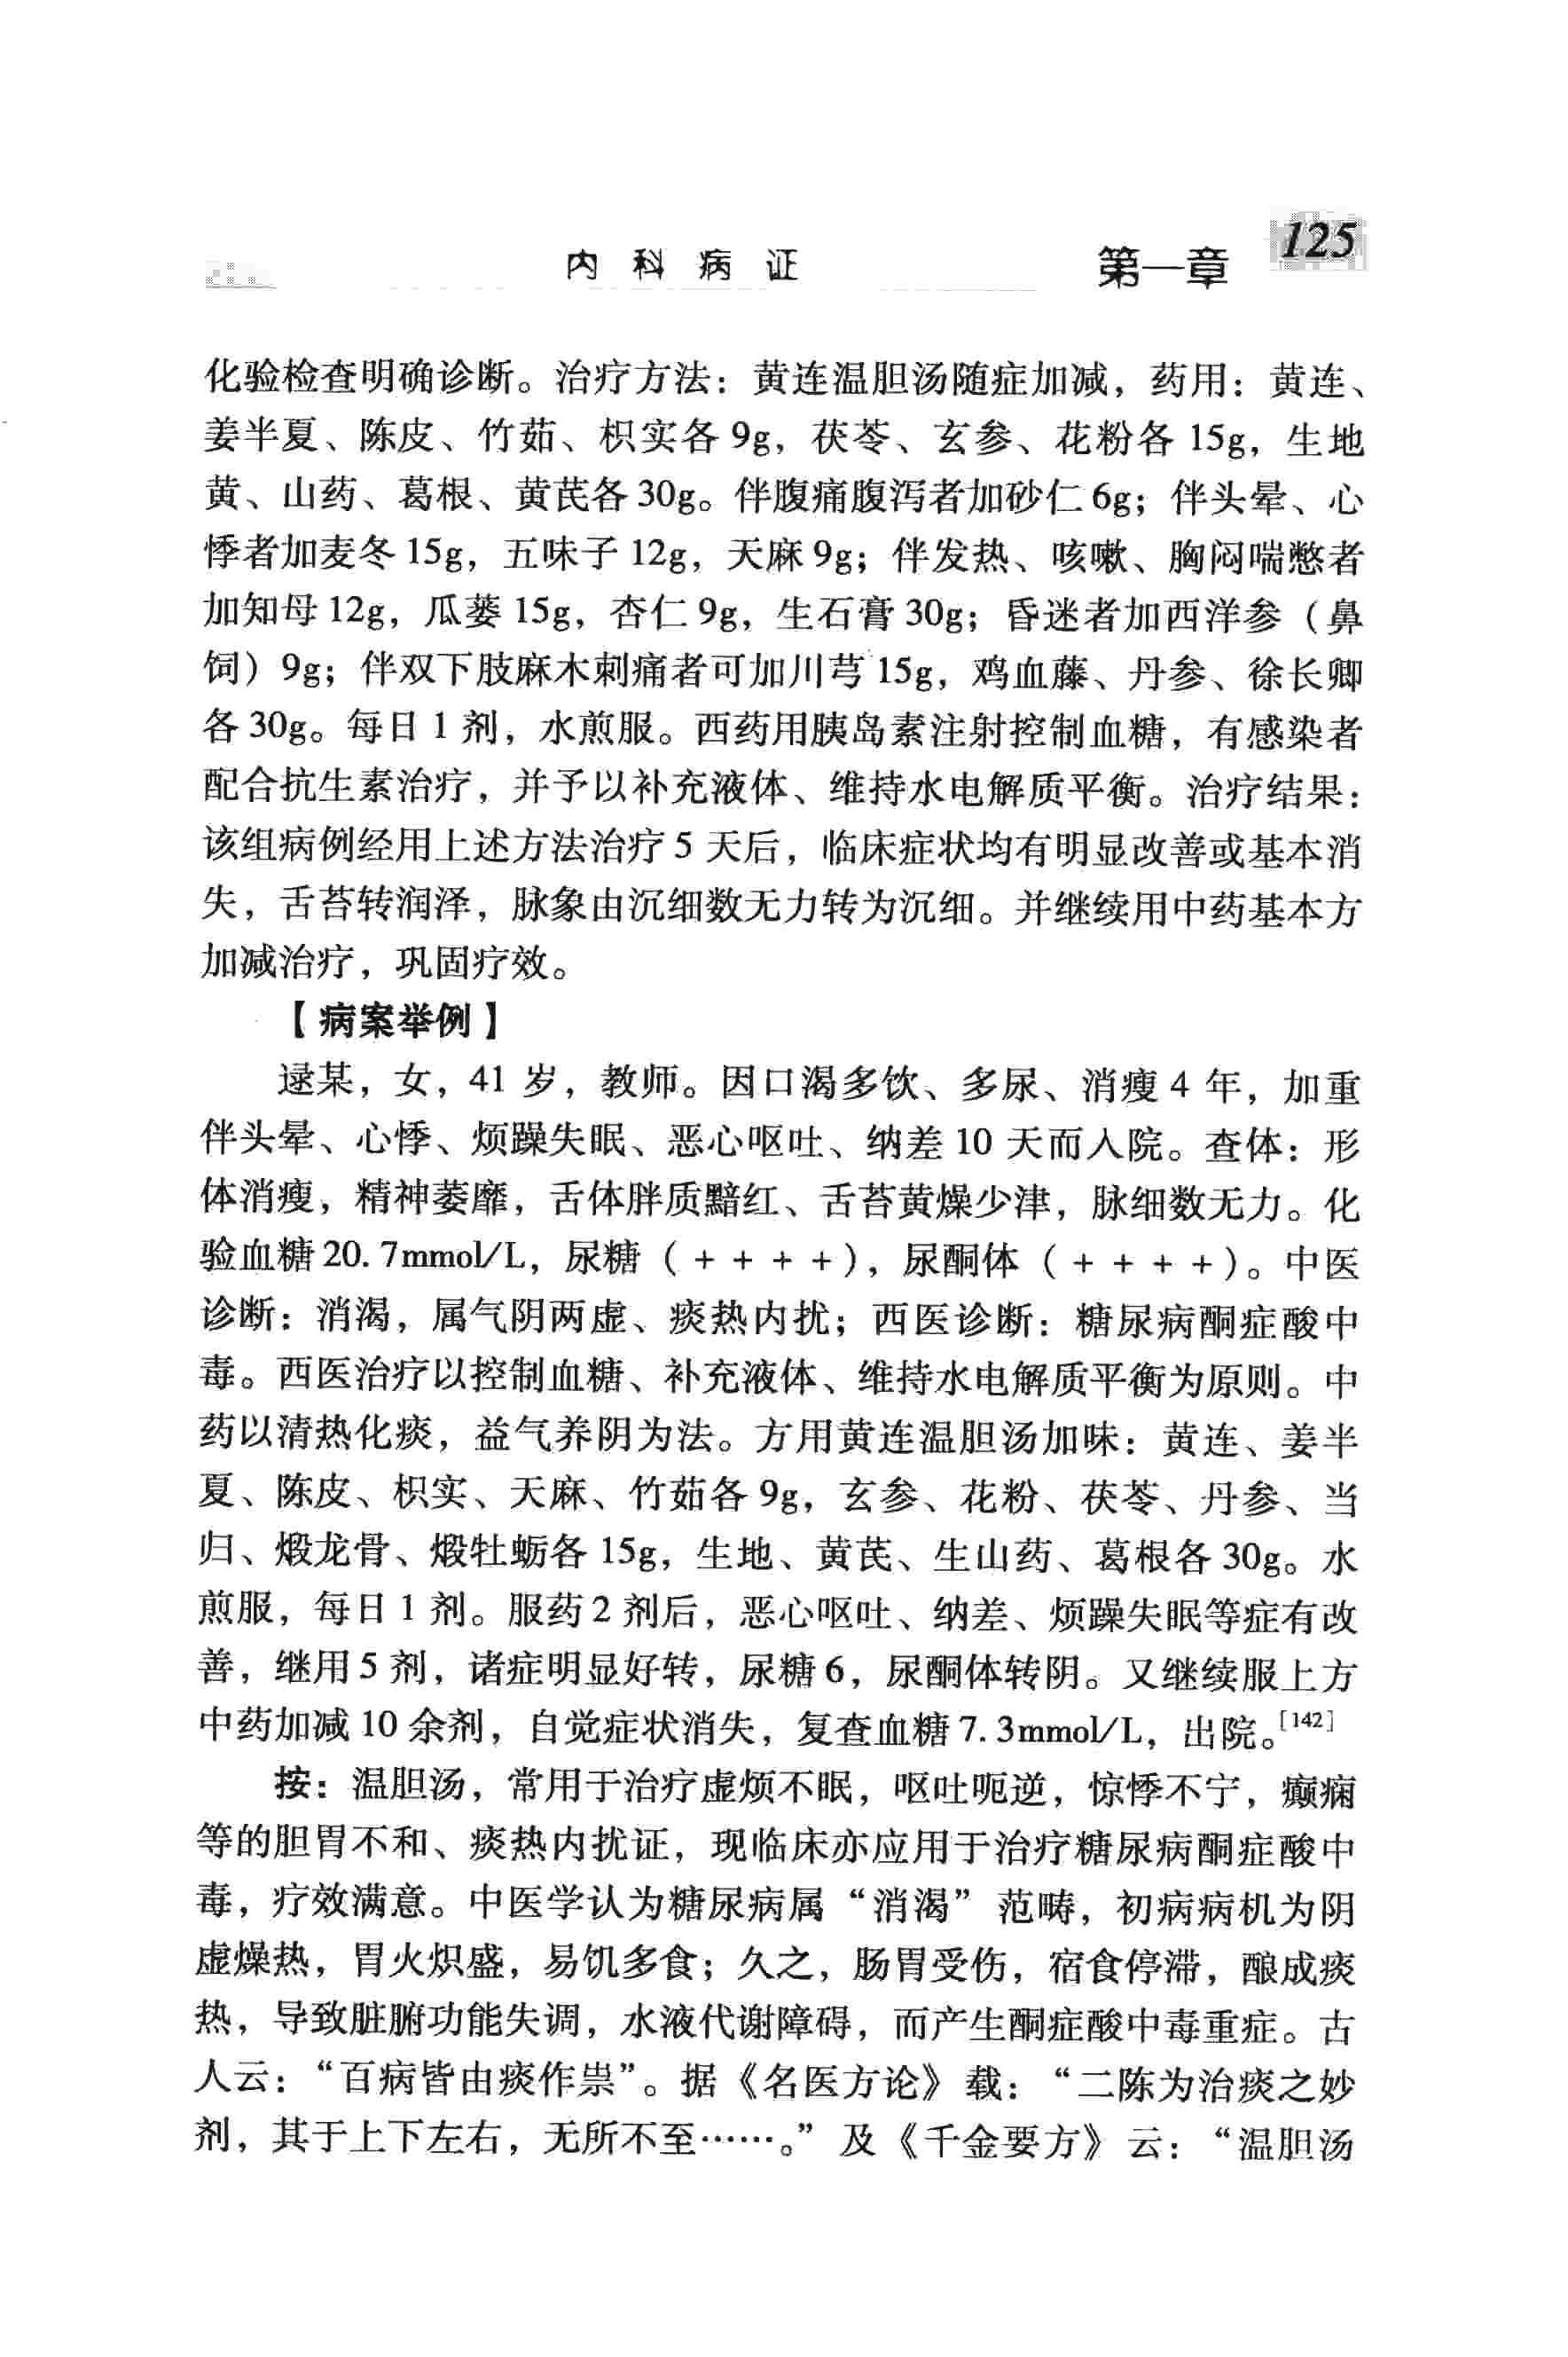 内科病证 第一章 125
化验检查明确诊断。治疗方法：黄连温胆汤随症加减，药用：黄连、
姜半夏、陈皮、竹茹、枳实各 9g，茯苓、玄参、花粉各 15g，生地
黄、山药、葛根、黄芪各 30g。伴腹痛腹泻者加砂仁 6g；伴头晕、心
悸者加麦冬 15g，五味子 12g，天麻 9g；伴发热、咳嗽、胸闷喘憋者
加知母 12g，瓜蒌 15g，杏仁 9g，生石膏 30g；昏迷者加西洋参（鼻
饲）9g；伴双下肢麻木刺痛者可加川芎 15g，鸡血藤、丹参、徐长卿
各 30g。每日 1 剂，水煎服。西药用胰岛素注射控制血糖，有感染者
配合抗生素治疗，并予以补充液体、维持水电解质平衡。治疗结果：
该组病例经用上述方法治疗 5 天后，临床症状均有明显改善或基本消
失，舌苔转润泽，脉象由沉细数无力转为沉细。并继续用中药基本方
加减治疗，巩固疗效。
【病案举例】
逯某，女，41 岁，教师。因口渴多饮、多尿、消瘦 4 年，加重
伴头晕、心悸、烦躁失眠、恶心呕吐、纳差 10 天而入院。查体：形
体消瘦，精神萎靡，舌体胖质黯红、舌苔黄燥少津，脉细数无力。化
验血糖 20. 7mmol/L，尿糖（＋＋＋＋），尿酮体（＋＋＋＋）。中医
诊断：消渴，属气阴两虚、痰热内扰；西医诊断：糖尿病酮症酸中
毒。西医治疗以控制血糖、补充液体、维持水电解质平衡为原则。中
药以清热化痰，益气养阴为法。方用黄连温胆汤加味：黄连、姜半
夏、陈皮、枳实、天麻、竹茹各 9g，玄参、花粉、茯苓、丹参、当
归、煅龙骨、煅牡蛎各 15g，生地、黄芪、生山药、葛根各 30g。水
煎服，每日 1 剂。服药 2 剂后，恶心呕吐、纳差、烦躁失眠等症有改
善，继用 5 剂，诸症明显好转，尿糖 6，尿酮体转阴。又继续服上方
中药加减 10 余剂，自觉症状消失，复查血糖 7. 3mmol/L，出院。[142]
按：温胆汤，常用于治疗虚烦不眠，呕吐呃逆，惊悸不宁，癫痫
等的胆胃不和、痰热内扰证，现临床亦应用于治疗糖尿病酮症酸中
毒，疗效满意。中医学认为糖尿病属“消渴”范畴，初病病机为阴
虚燥热，胃火炽盛，易饥多食；久之，肠胃受伤，宿食停滞，酿成痰
热，导致脏腑功能失调，水液代谢障碍，而产生酮症酸中毒重症。古
人云：“百病皆由痰作祟”。据《名医方论》载：“二陈为治痰之妙
剂，其于上下左右，无所不至……。”及《千金要方》云：“温胆汤